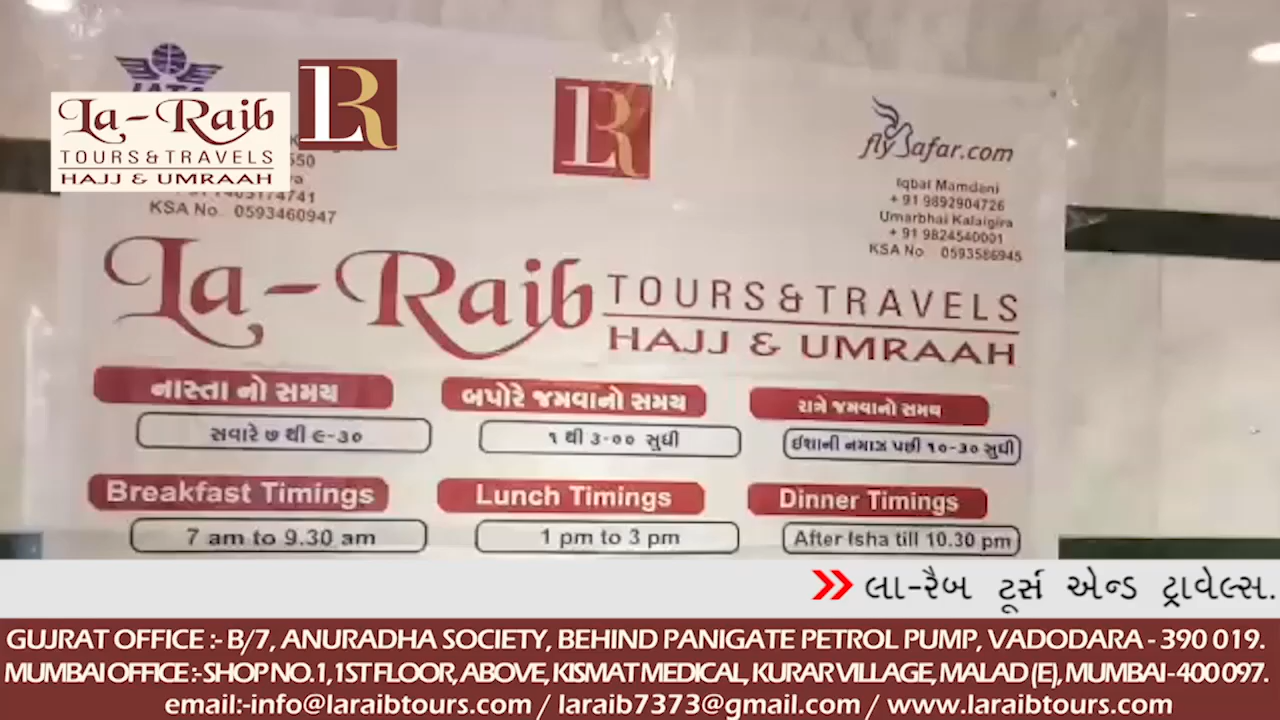 IATA
La-Raib
TOURS & TRAVELS
HAJJ & UMRAAH
LR
550
KSA No. 0593460947
LR
flySafar.com
Iqbal Mamdani
+ 91 9892904726
Umarbhai Kalaigira
+ 91 9824540001
KSA No 0593586945
La-Raib TOURS & TRAVELS
HAJJ & UMRAAH
નાસ્તા નો સમય
સવારે ૭ થી ૯-૩૦
બપોરે જમવાનો સમય
૧ થી ૩-૦૦ સુધી
રાત્રે જમવાનો સમય
ઈશાની નમાઝ પછી ૧૦-૩૦ સુધી
Breakfast Timings
7 am to 9.30 am
Lunch Timings
1 pm to 3 pm
Dinner Timings
After Isha till 10.30 pm
લા-રૈબ ટૂર્સ એન્ડ ટ્રાવેલ્સ.
GUJRAT OFFICE :- B/7, ANURADHA SOCIETY, BEHIND PANIGATE PETROL PUMP, VADODARA - 390 019.
MUMBAI OFFICE :- SHOP NO. 1, 1ST FLOOR, ABOVE, KISMAT MEDICAL, KURAR VILLAGE, MALAD (E), MUMBAI - 400 097.
email:-info@laraibtours.com / laraib7373@gmail.com / www.laraibtours.com